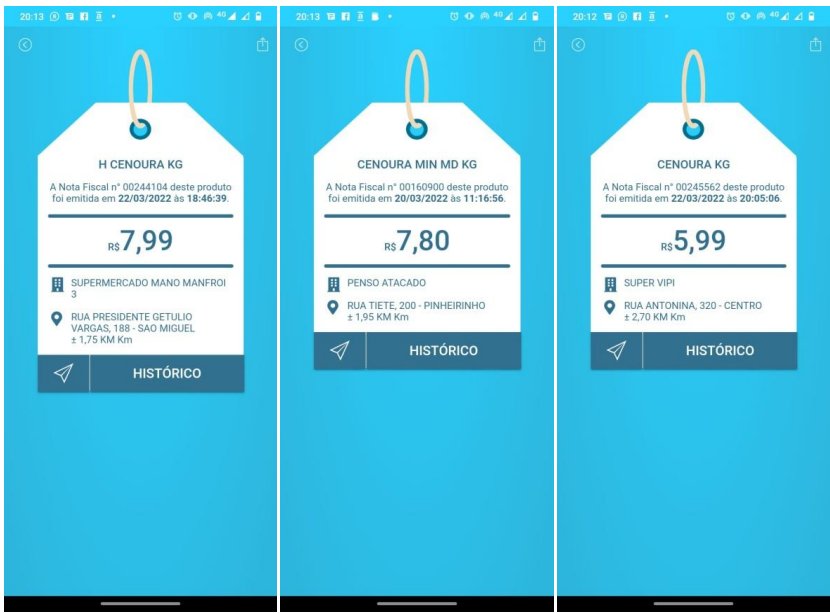 20:13
4G
H CENOURA KG
A Nota Fiscal n° 00244104 deste produto
foi emitida em 22/03/2022 às 18:46:39.
R$7,99
SUPERMERCADO MANO MANFROI
3
RUA PRESIDENTE GETULIO
VARGAS, 188 - SAO MIGUEL
± 1,75 KM Km
HISTÓRICO
20:13
4G
CENOURA MIN MD KG
A Nota Fiscal n° 00160900 deste produto
foi emitida em 20/03/2022 às 11:16:56.
R$7,80
PENSO ATACADO
RUA TIETE, 200 - PINHEIRINHO
± 1,95 KM Km
HISTÓRICO
20:12
4G
CENOURA KG
A Nota Fiscal n° 00245562 deste produto
foi emitida em 22/03/2022 às 20:05:06.
R$5,99
SUPER VIPI
RUA ANTONINA, 320 - CENTRO
± 2,70 KM Km
HISTÓRICO